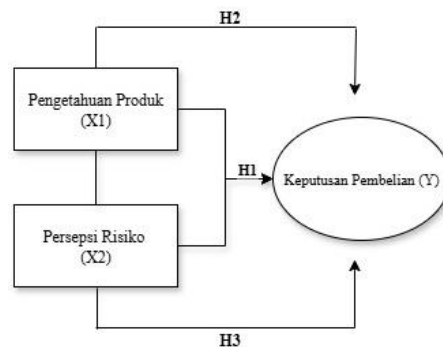 H2
Pengetahuan Produk
(X1)
H1
Keputusan Pembelian (Y)
Persepsi Risiko
(X2)
H3